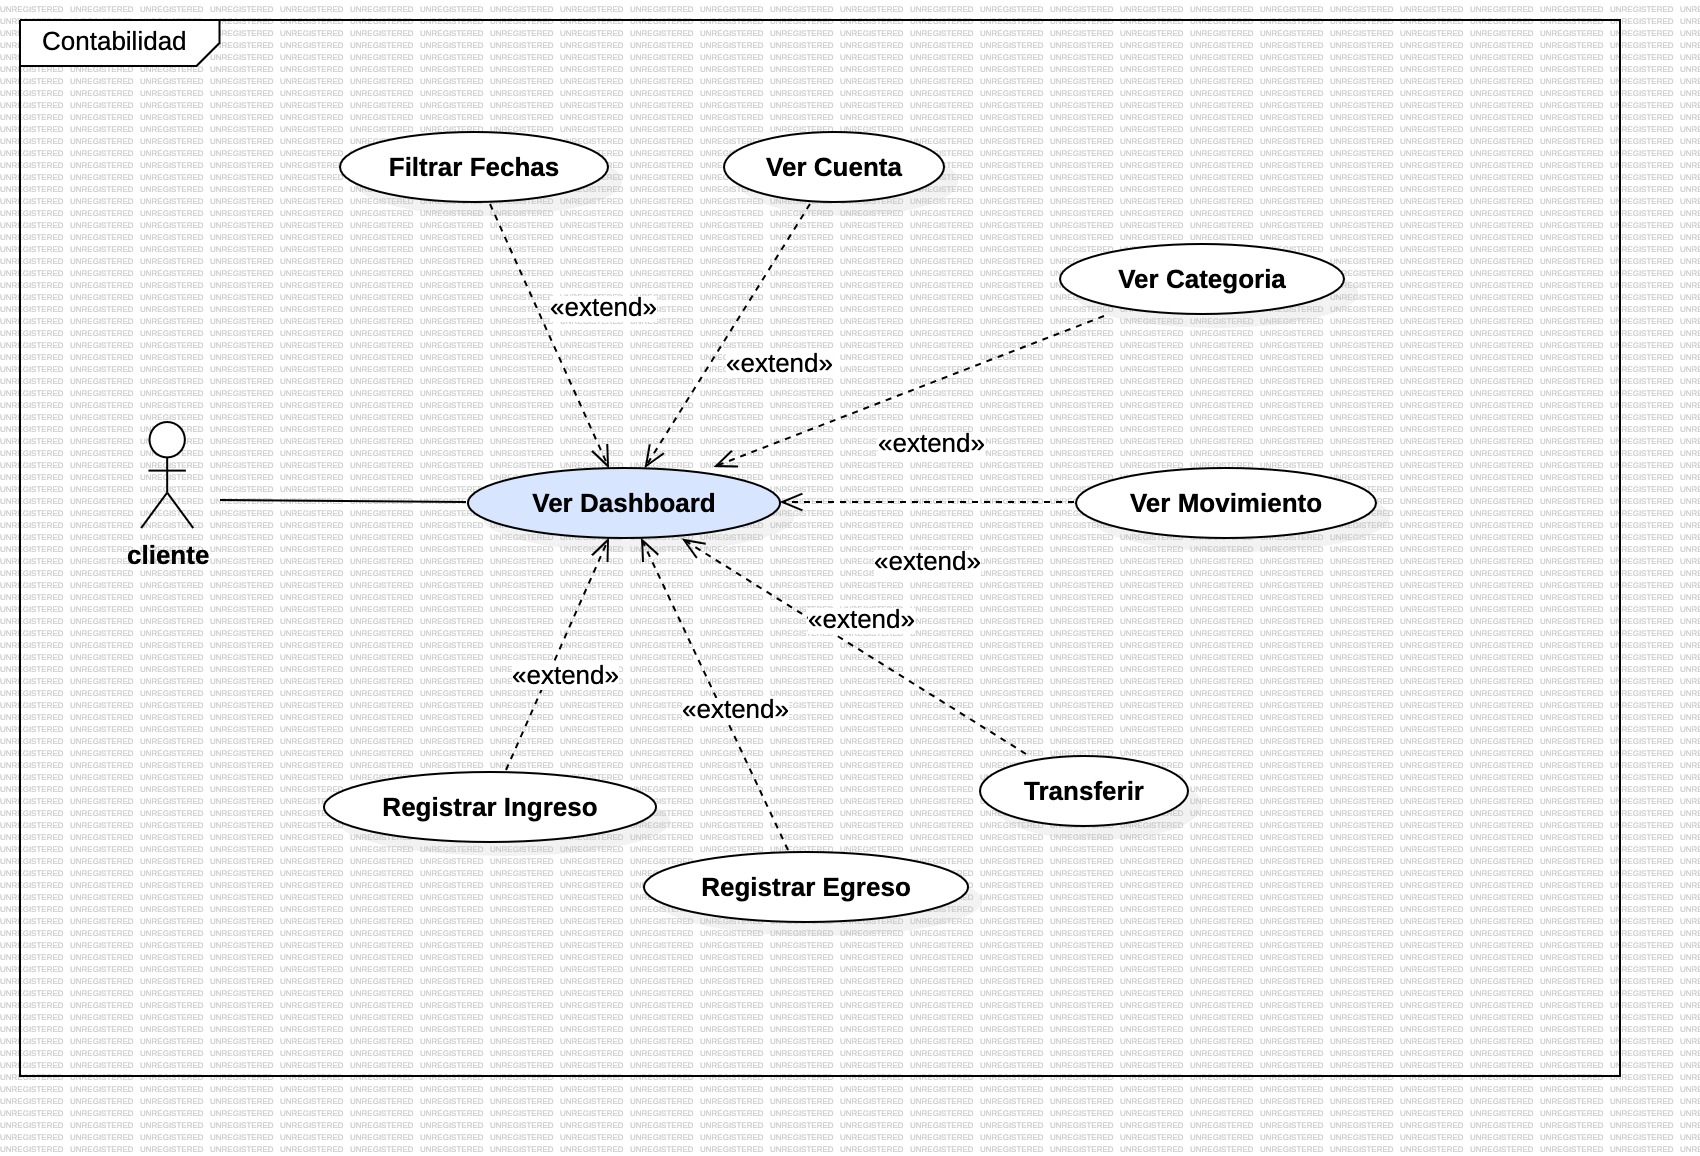 Contabilidad
Filtrar Fechas
Ver Cuenta
Ver Categoria
«extend»
«extend»
«extend»
Ver Dashboard
Ver Movimiento
cliente
«extend»
«extend»
«extend»
«extend»
Transferir
Registrar Ingreso
Registrar Egreso
UNREGISTERED